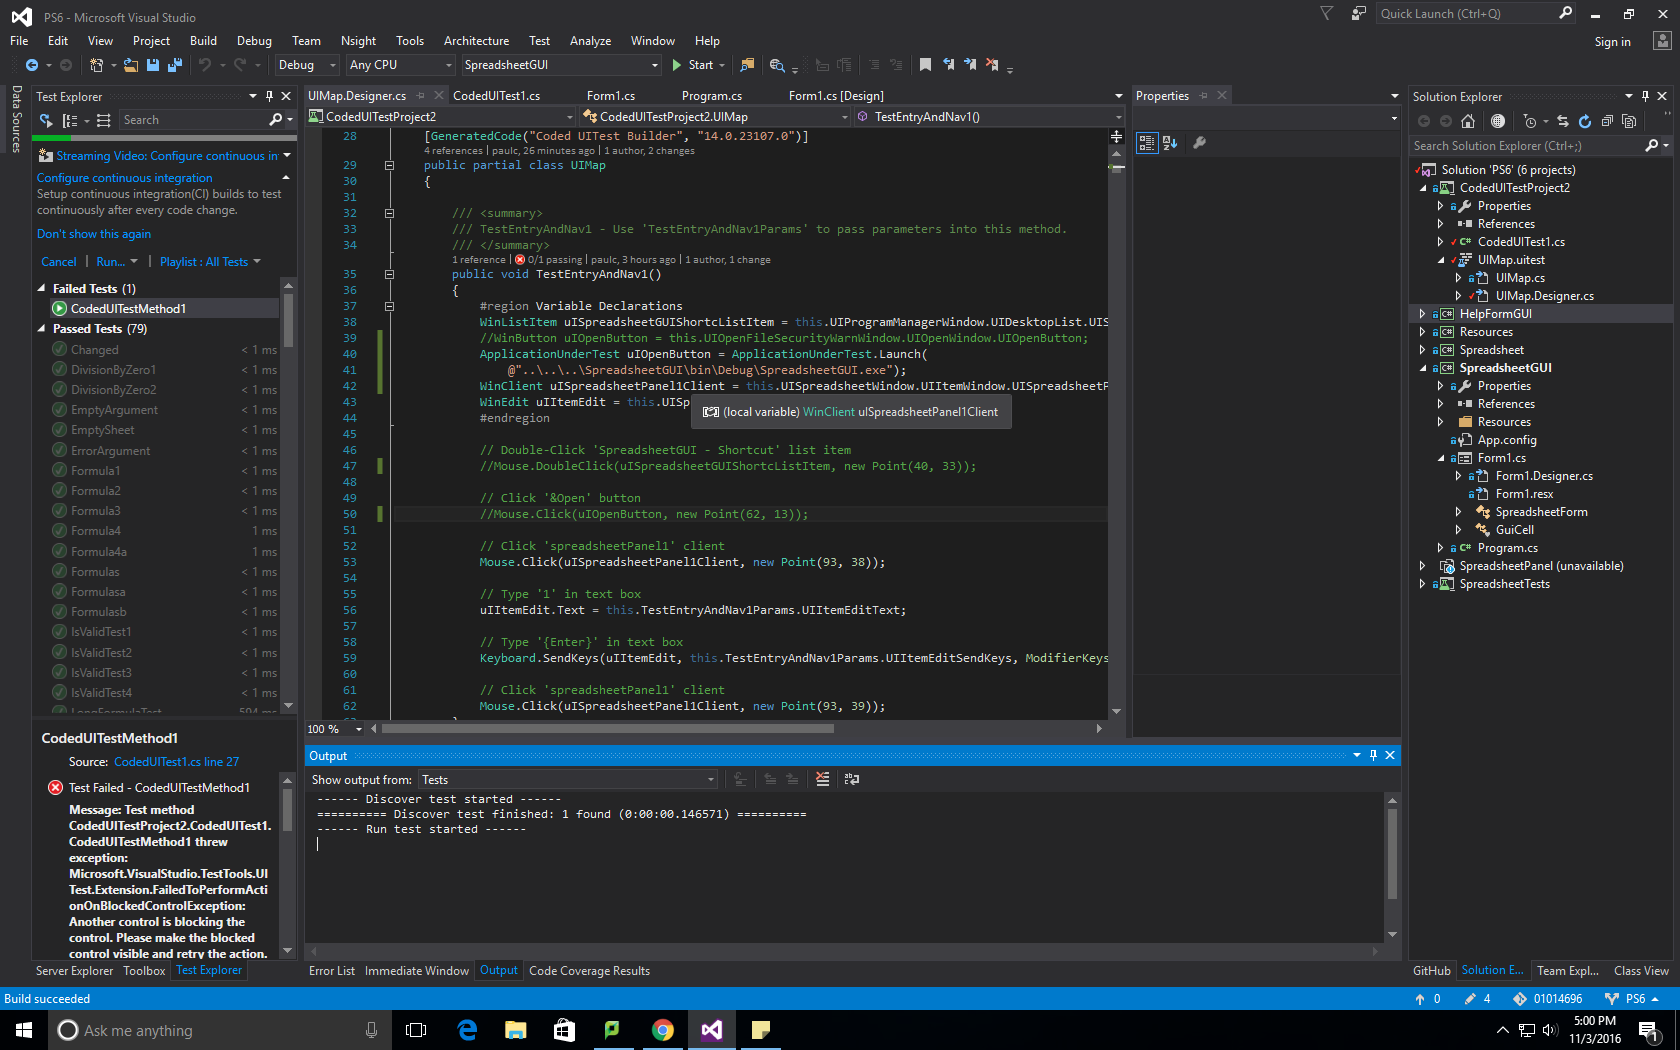 PS6 - Microsoft Visual Studio
Quick Launch (Ctrl+Q)
File Edit View Project Build Debug Team Nsight Tools Architecture Test Analyze Window Help
Sign in
Debug Any CPU SpreadsheetGUI Start
Data Sources
Test Explorer
Search
Streaming Video: Configure continuous in
Configure continuous integration
Setup continuous integration(CI) builds to test
continuously after every code change.
Don't show this again
Cancel | Run... | Playlist : All Tests
Failed Tests (1)
CodedUITestMethod1
Passed Tests (79)
Changed < 1 ms
DivisionByZero1 < 1 ms
DivisionByZero2 < 1 ms
EmptyArgument < 1 ms
EmptySheet < 1 ms
ErrorArgument < 1 ms
Formula1 < 1 ms
Formula2 < 1 ms
Formula3 < 1 ms
Formula4 1 ms
Formula4a < 1 ms
Formulas < 1 ms
Formulasa < 1 ms
Formulasb < 1 ms
IsValidTest1 < 1 ms
IsValidTest2 < 1 ms
IsValidTest3 < 1 ms
IsValidTest4 < 1 ms
LongFormulaTest 594 ms
CodedUITestMethod1
Source: CodedUITest1.cs line 27
Test Failed - CodedUITestMethod1
Message: Test method
CodedUITestProject2.CodedUITest1.
CodedUITestMethod1 threw
exception:
Microsoft.VisualStudio.TestTools.UI
Test.Extension.FailedToPerformActi
onOnBlockedControlException:
Another control is blocking the
control. Please make the blocked
control visible and retry the action.
Server Explorer Toolbox Test Explorer
UIMap.Designer.cs CodedUITest1.cs Form1.cs Program.cs Form1.cs [Design]
CodedUITestProject2 CodedUITestProject2.UIMap TestEntryAndNav1()
28 [GeneratedCode("Coded UITest Builder", "14.0.23107.0")]
4 references | paulc, 26 minutes ago | 1 author, 2 changes
29 public partial class UIMap
30 {
31
32 /// <summary>
33 /// TestEntryAndNav1 - Use 'TestEntryAndNav1Params' to pass parameters into this method.
34 /// </summary>
1 reference | 0/1 passing | paulc, 3 hours ago | 1 author, 1 change
35 public void TestEntryAndNav1()
36 {
37 #region Variable Declarations
38 WinListItem uISpreadsheetGUIShortcListItem = this.UIProgramManagerWindow.UIDesktopList.UIS
39 //WinButton uIOpenButton = this.UIOpenFileSecurityWarnWindow.UIOpenWindow.UIOpenButton;
40 ApplicationUnderTest uIOpenButton = ApplicationUnderTest.Launch(
41 @"..\..\..\SpreadsheetGUI\bin\Debug\SpreadsheetGUI.exe");
42 WinClient uISpreadsheetPanel1Client = this.UISpreadsheetWindow.UIItemWindow.UISpreadsheetP
43 WinEdit uIItemEdit = this.UISp
(local variable) WinClient uISpreadsheetPanel1Client
44 #endregion
45
46 // Double-Click 'SpreadsheetGUI - Shortcut' list item
47 //Mouse.DoubleClick(uISpreadsheetGUIShortcListItem, new Point(40, 33));
48
49 // Click '&Open' button
50 //Mouse.Click(uIOpenButton, new Point(62, 13));
51
52 // Click 'spreadsheetPanel1' client
53 Mouse.Click(uISpreadsheetPanel1Client, new Point(93, 38));
54
55 // Type '1' in text box
56 uIItemEdit.Text = this.TestEntryAndNav1Params.UIItemEditText;
57
58 // Type '{Enter}' in text box
59 Keyboard.SendKeys(uIItemEdit, this.TestEntryAndNav1Params.UIItemEditSendKeys, ModifierKeys
60
61 // Click 'spreadsheetPanel1' client
62 Mouse.Click(uISpreadsheetPanel1Client, new Point(93, 39));
100 %
Output
Show output from: Tests
------ Discover test started ------
========== Discover test finished: 1 found (0:00:00.146571) ==========
------ Run test started ------
Error List Immediate Window Output Code Coverage Results
Properties
Solution Explorer
Search Solution Explorer (Ctrl+;)
Solution 'PS6' (6 projects)
CodedUITestProject2
Properties
References
CodedUITest1.cs
UIMap.uitest
UIMap.cs
UIMap.Designer.cs
HelpFormGUI
Resources
Spreadsheet
SpreadsheetGUI
Properties
References
Resources
App.config
Form1.cs
Form1.Designer.cs
Form1.resx
SpreadsheetForm
GuiCell
Program.cs
SpreadsheetPanel (unavailable)
SpreadsheetTests
GitHub Solution E... Team Expl... Class View
Build succeeded
0 4 01014696 PS6
Ask me anything
5:00 PM
11/3/2016
1